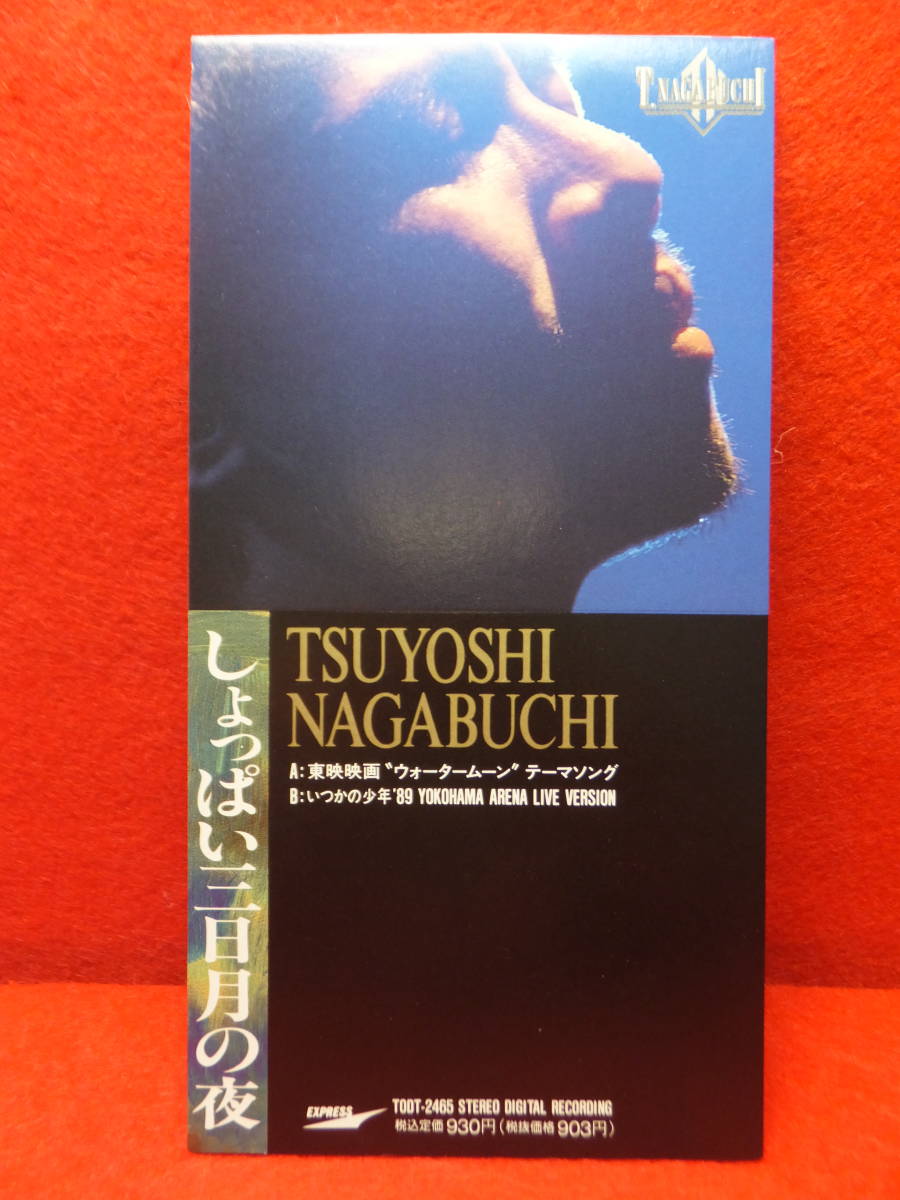 T. NAGABUCHI
TSUYOSHI
NAGABUCHI
A:東映映画“ウォータームーン”テーマソング
B:いつかの少年'89 YOKOHAMA ARENA LIVE VERSION
しょっぱい三日月の夜
EXPRESS
TODT-2465 STEREO DIGITAL RECORDING
税込定価930円(税抜価格903円)